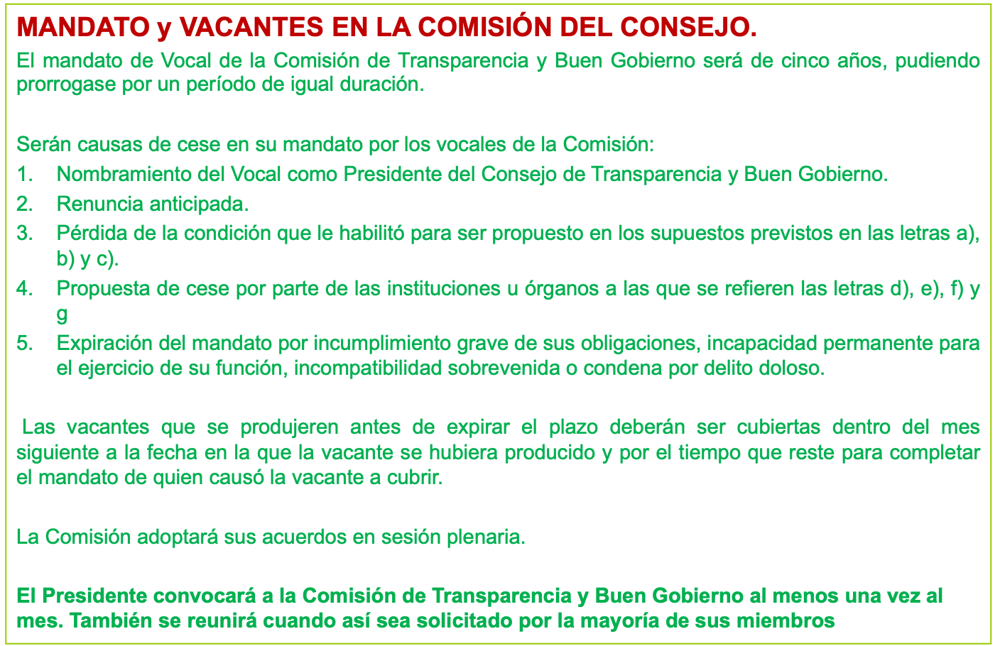 MANDATO y VACANTES EN LA COMISIÓN DEL CONSEJO.
El mandato de Vocal de la Comisión de Transparencia y Buen Gobierno será de cinco años, pudiendo
prorrogase por un período de igual duración.
Serán causas de cese en su mandato por los vocales de la Comisión:
1. Nombramiento del Vocal como Presidente del Consejo de Transparencia y Buen Gobierno.
2. Renuncia anticipada.
3. Pérdida de la condición que le habilitó para ser propuesto en los supuestos previstos en las letras a),
b) y c).
4. Propuesta de cese por parte de las instituciones u órganos a las que se refieren las letras d), e), f) y
g
5. Expiración del mandato por incumplimiento grave de sus obligaciones, incapacidad permanente para
el ejercicio de su función, incompatibilidad sobrevenida o condena por delito doloso.
Las vacantes que se produjeren antes de expirar el plazo deberán ser cubiertas dentro del mes
siguiente a la fecha en la que la vacante se hubiera producido y por el tiempo que reste para completar
el mandato de quien causó la vacante a cubrir.
La Comisión adoptará sus acuerdos en sesión plenaria.
El Presidente convocará a la Comisión de Transparencia y Buen Gobierno al menos una vez al
mes. También se reunirá cuando así sea solicitado por la mayoría de sus miembros